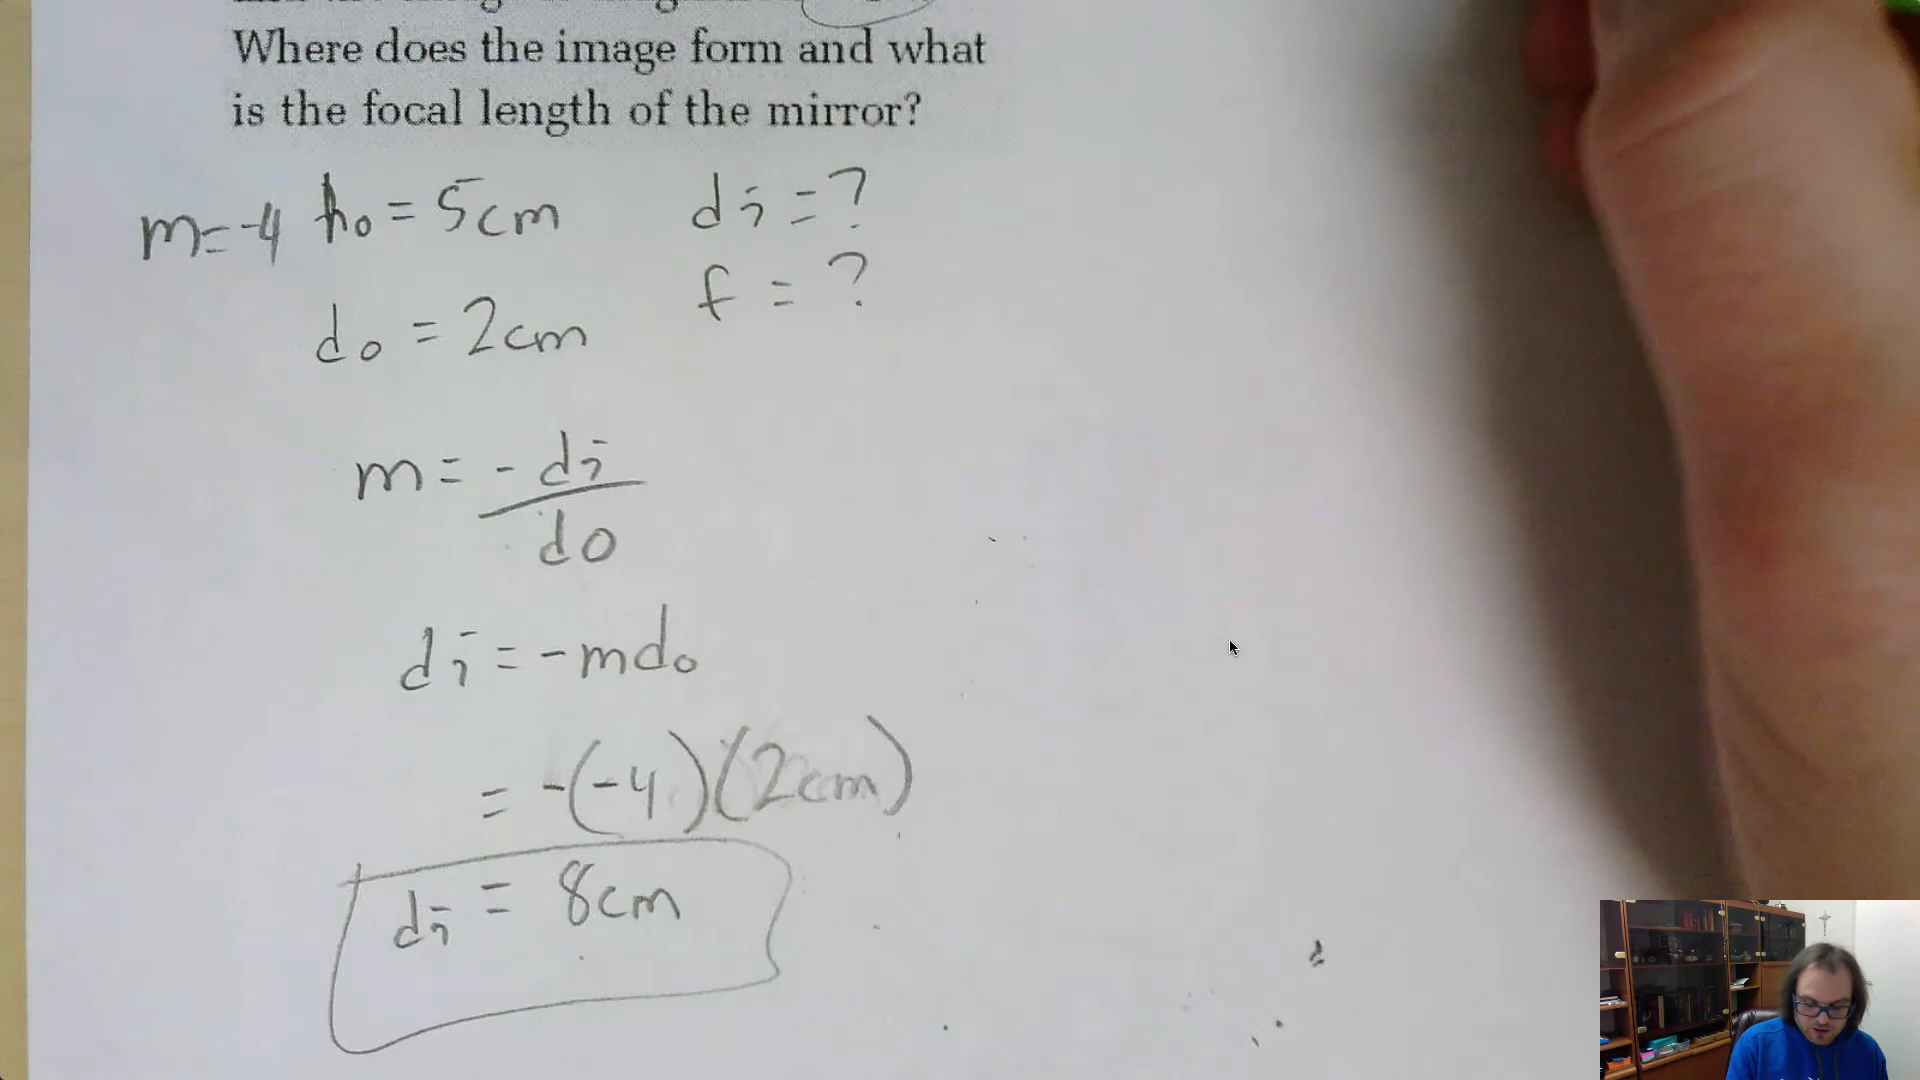 Where does the image form and what
is the focal length of the mirror?
m=-4 ho = 5cm di = ?
f = ?
do = 2cm
m = -di
do
di = -mdo
= -(-4)(2cm)
di = 8cm